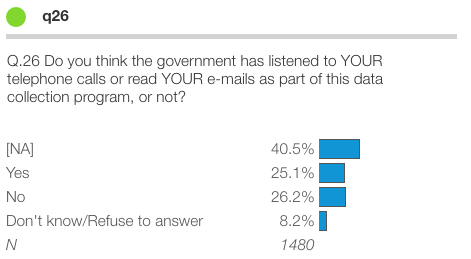 q26
Q.26 Do you think the government has listened to YOUR
telephone calls or read YOUR e-mails as part of this data
collection program, or not?
[NA] 40.5%
Yes 25.1%
No 26.2%
Don't know/Refuse to answer 8.2%
N 1480